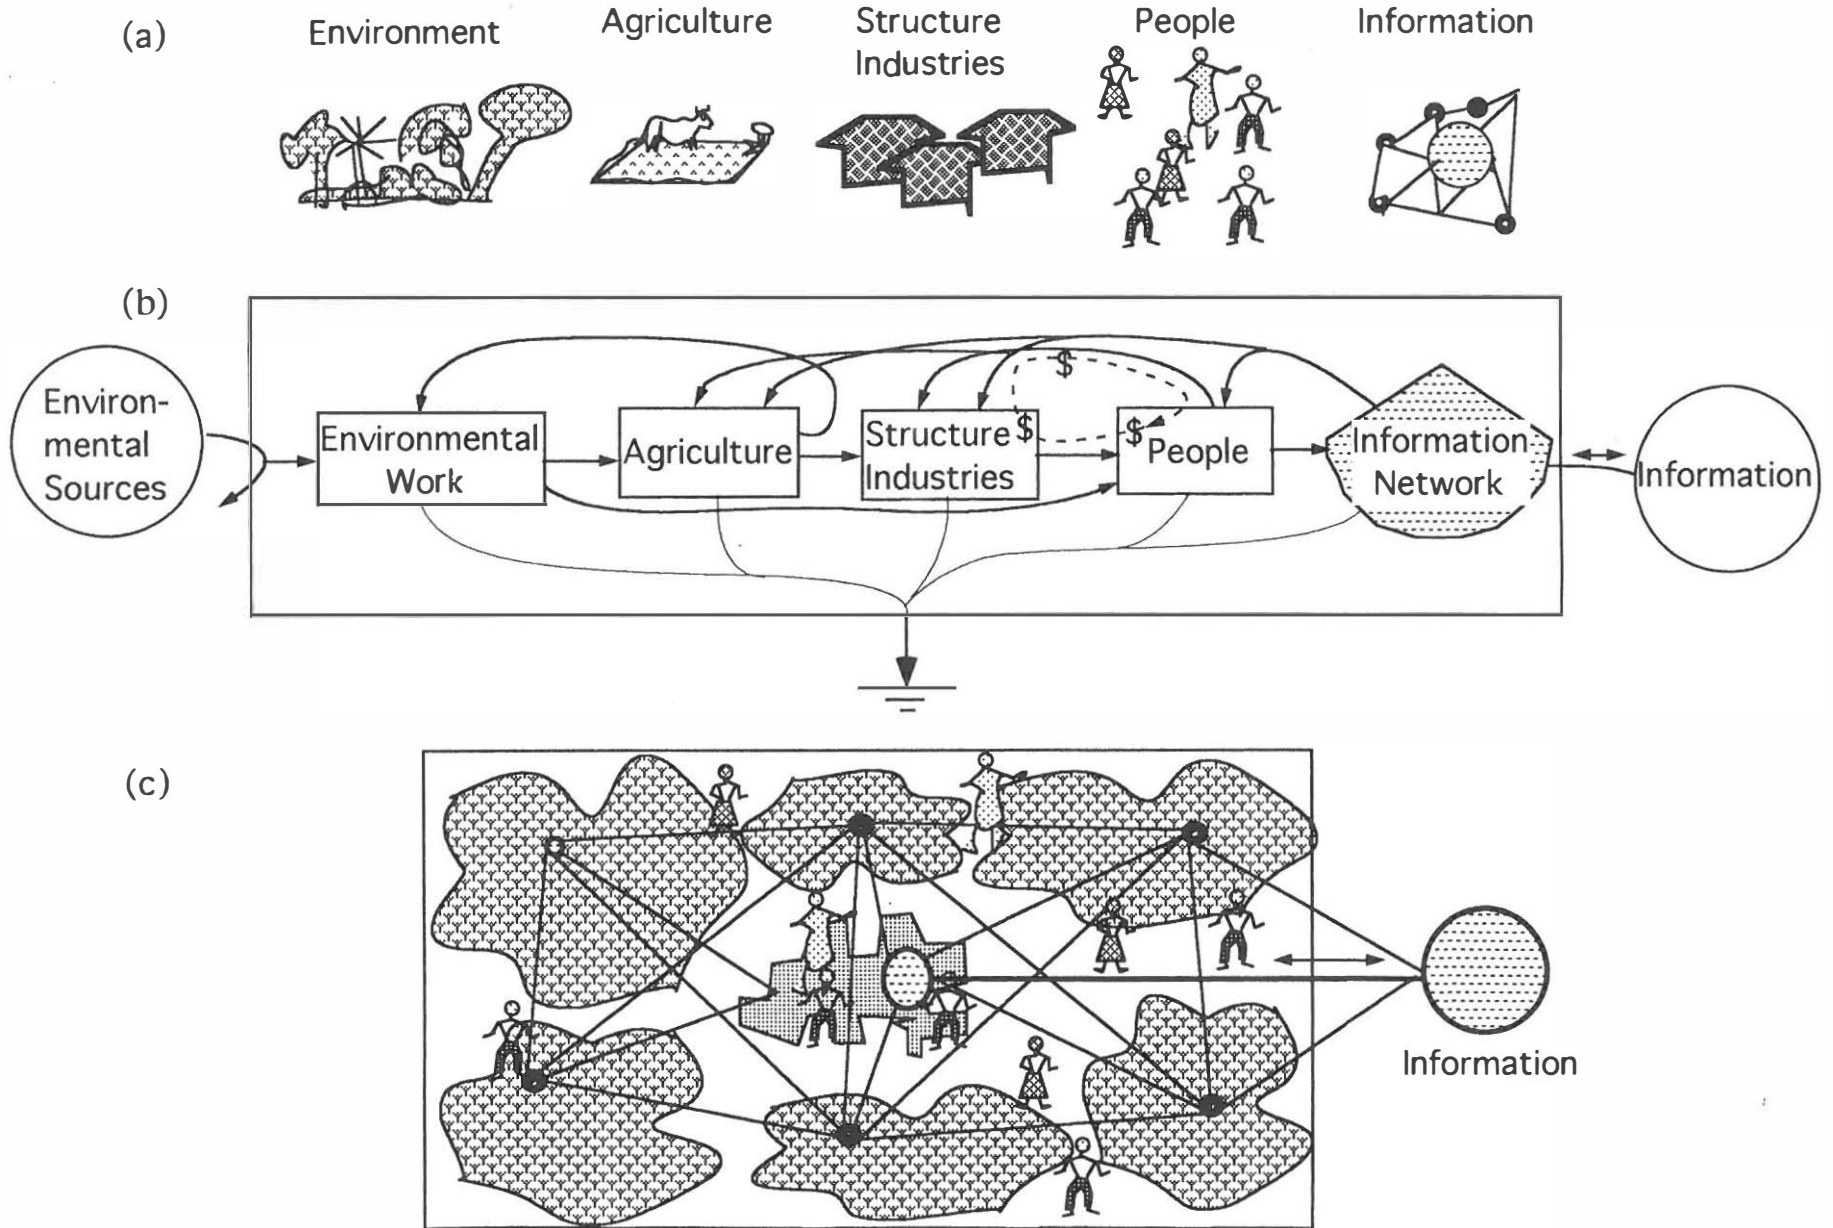 (a)
Environment
Agriculture
Structure
Industries
People
Information
(b)
Environ-
mental
Sources
Environmental
Work
Agriculture
Structure
Industries
$
$
$
People
Information
Network
Information
(c)
Information